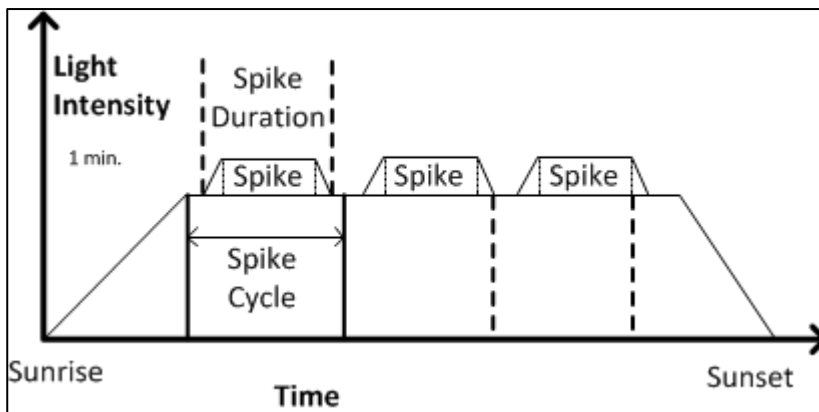 Light
Intensity
1 min.
Spike
Duration
Spike
Spike
Spike
Spike
Cycle
Sunrise
Time
Sunset